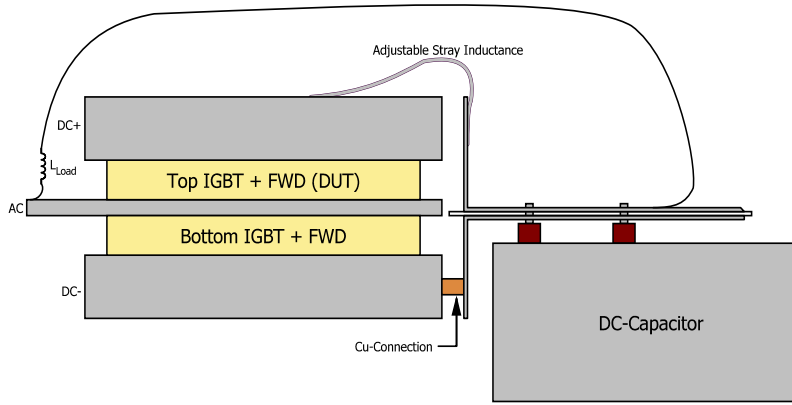 Adjustable Stray Inductance
DC+
LLoad
Top IGBT + FWD (DUT)
AC
Bottom IGBT + FWD
DC-
DC-Capacitor
Cu-Connection